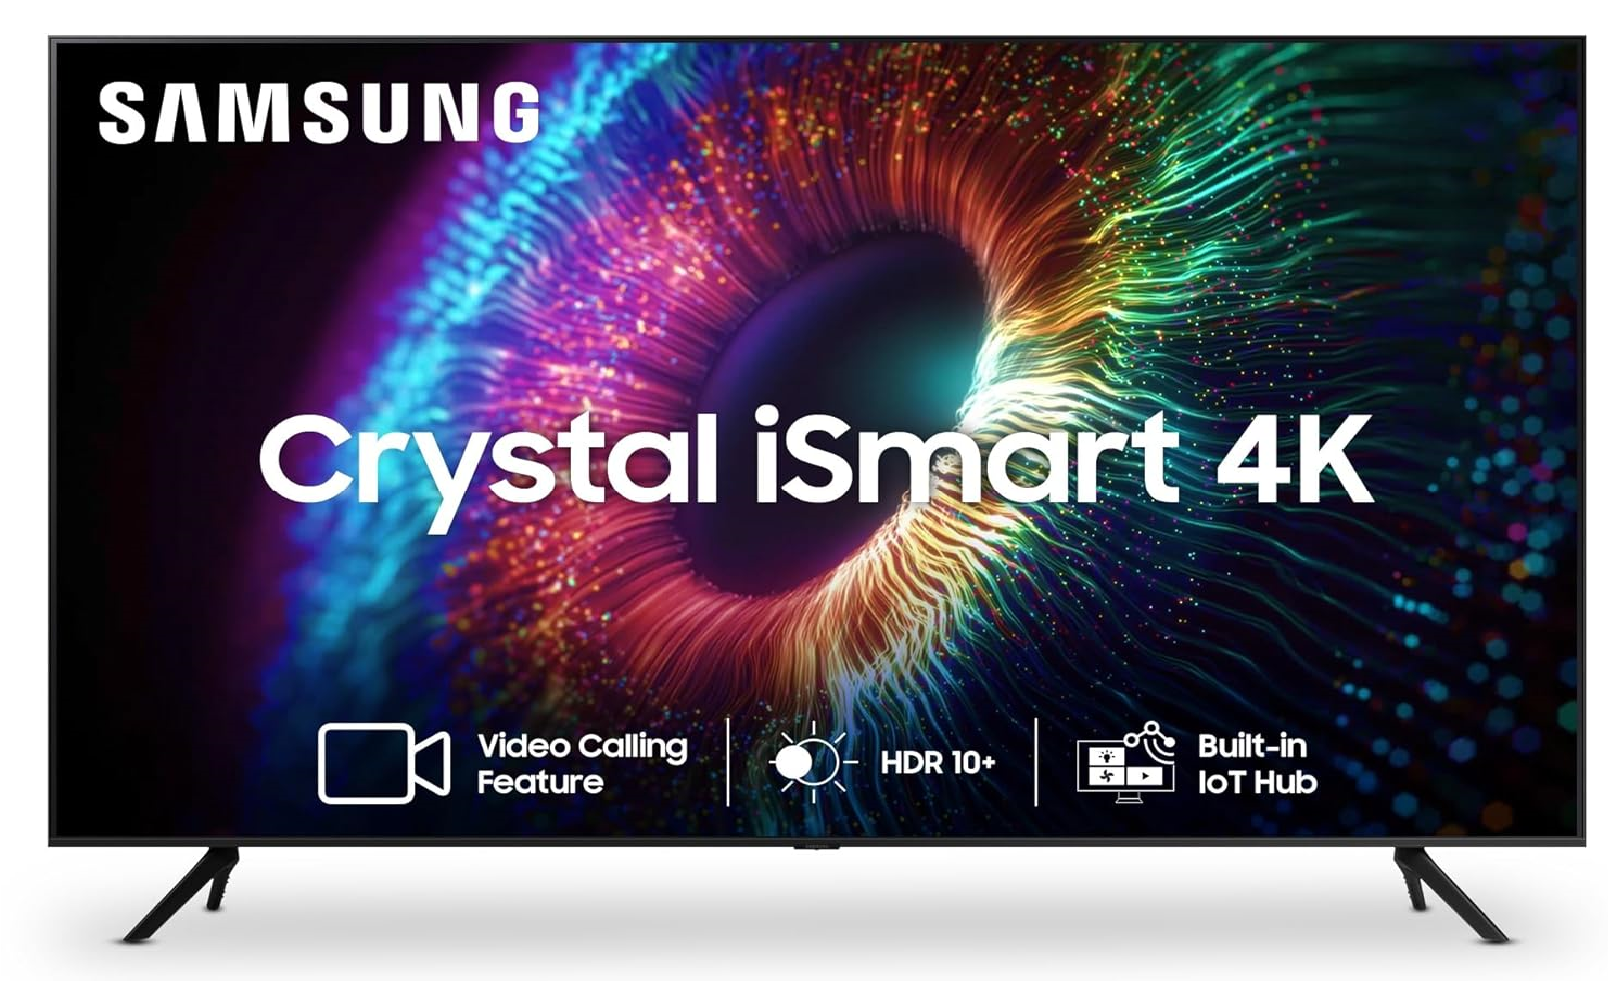 SAMSUNG
Crystal iSmart 4K
Video Calling
Feature
HDR 10+
Built-in
IoT Hub